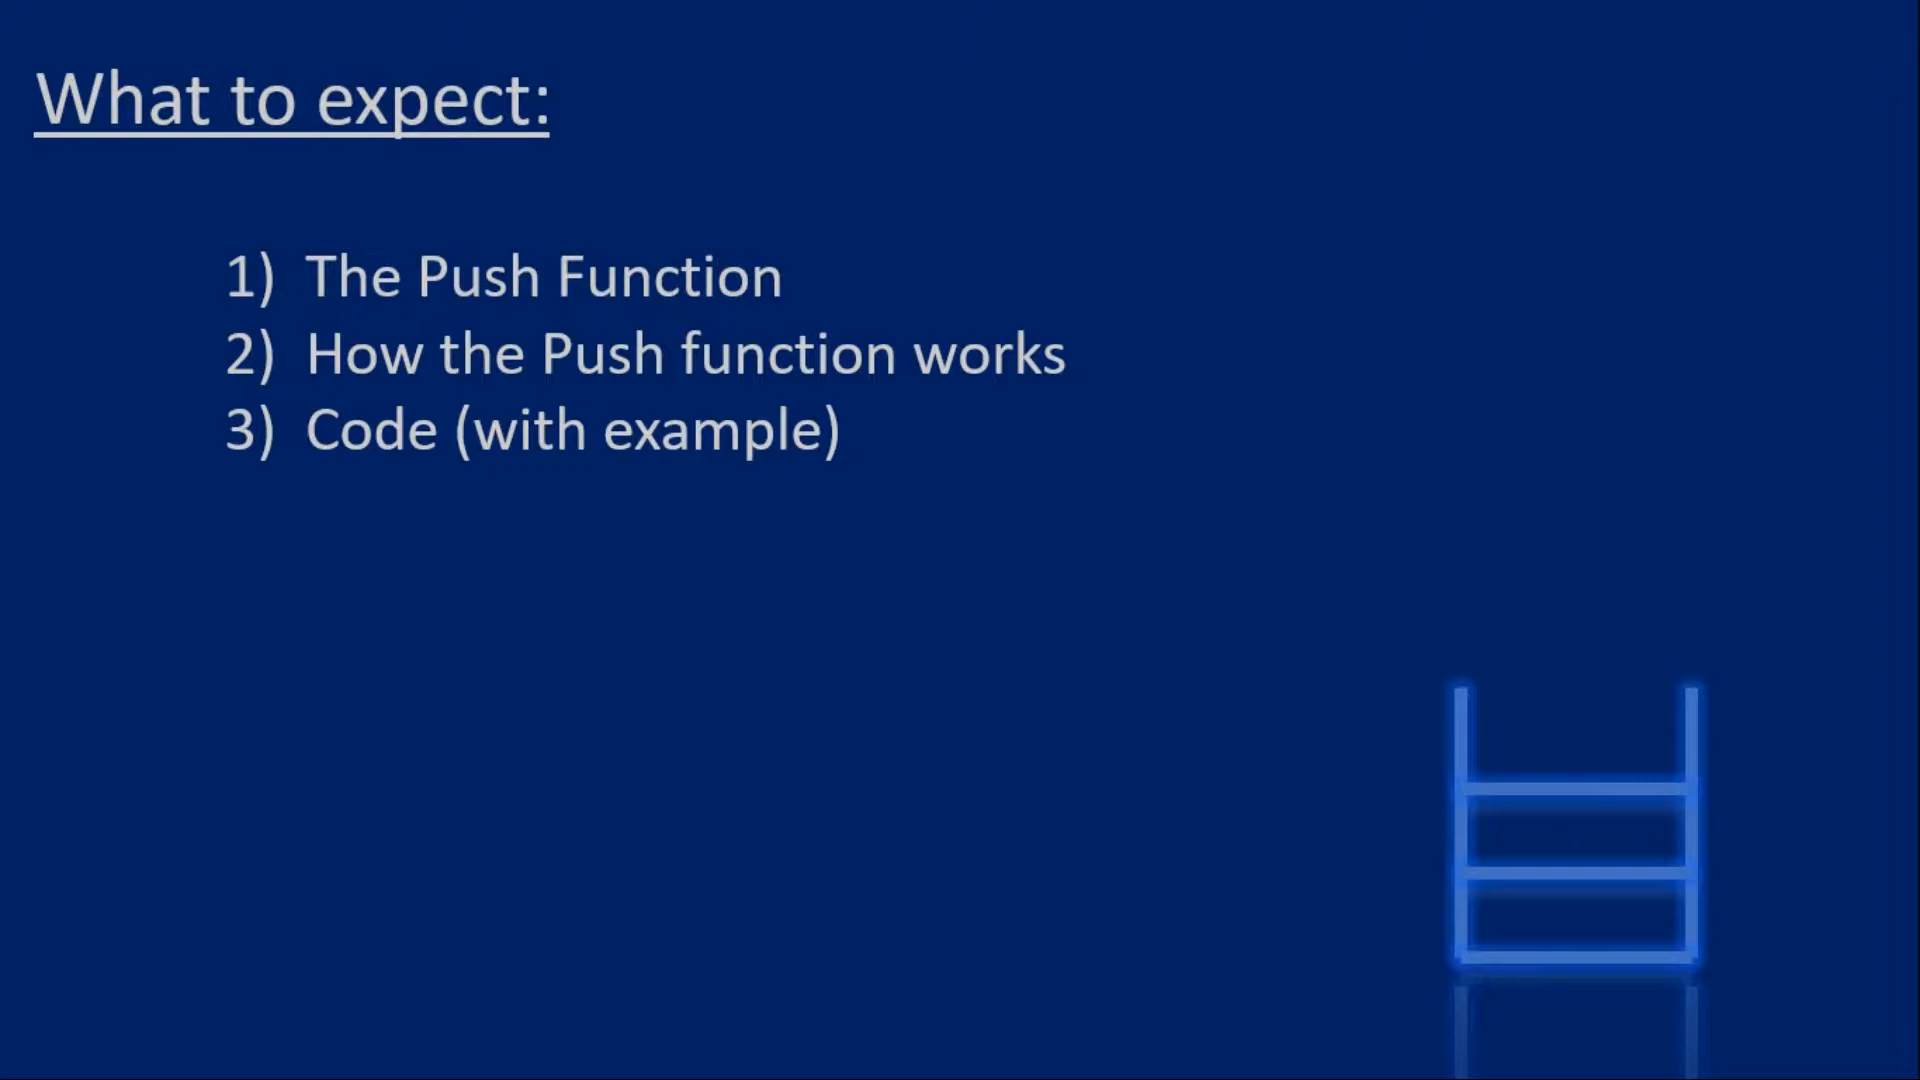 What to expect:
1) The Push Function
2) How the Push function works
3) Code (with example)